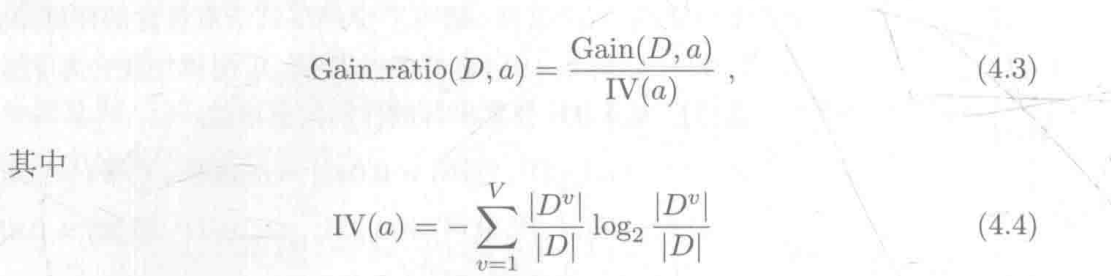 Gain_ratio(D, a) = Gain(D, a) / IV(a) , (4.3)
其中
IV(a) = − ∑_{v=1}^{V} |D^v| / |D| log₂ |D^v| / |D| (4.4)